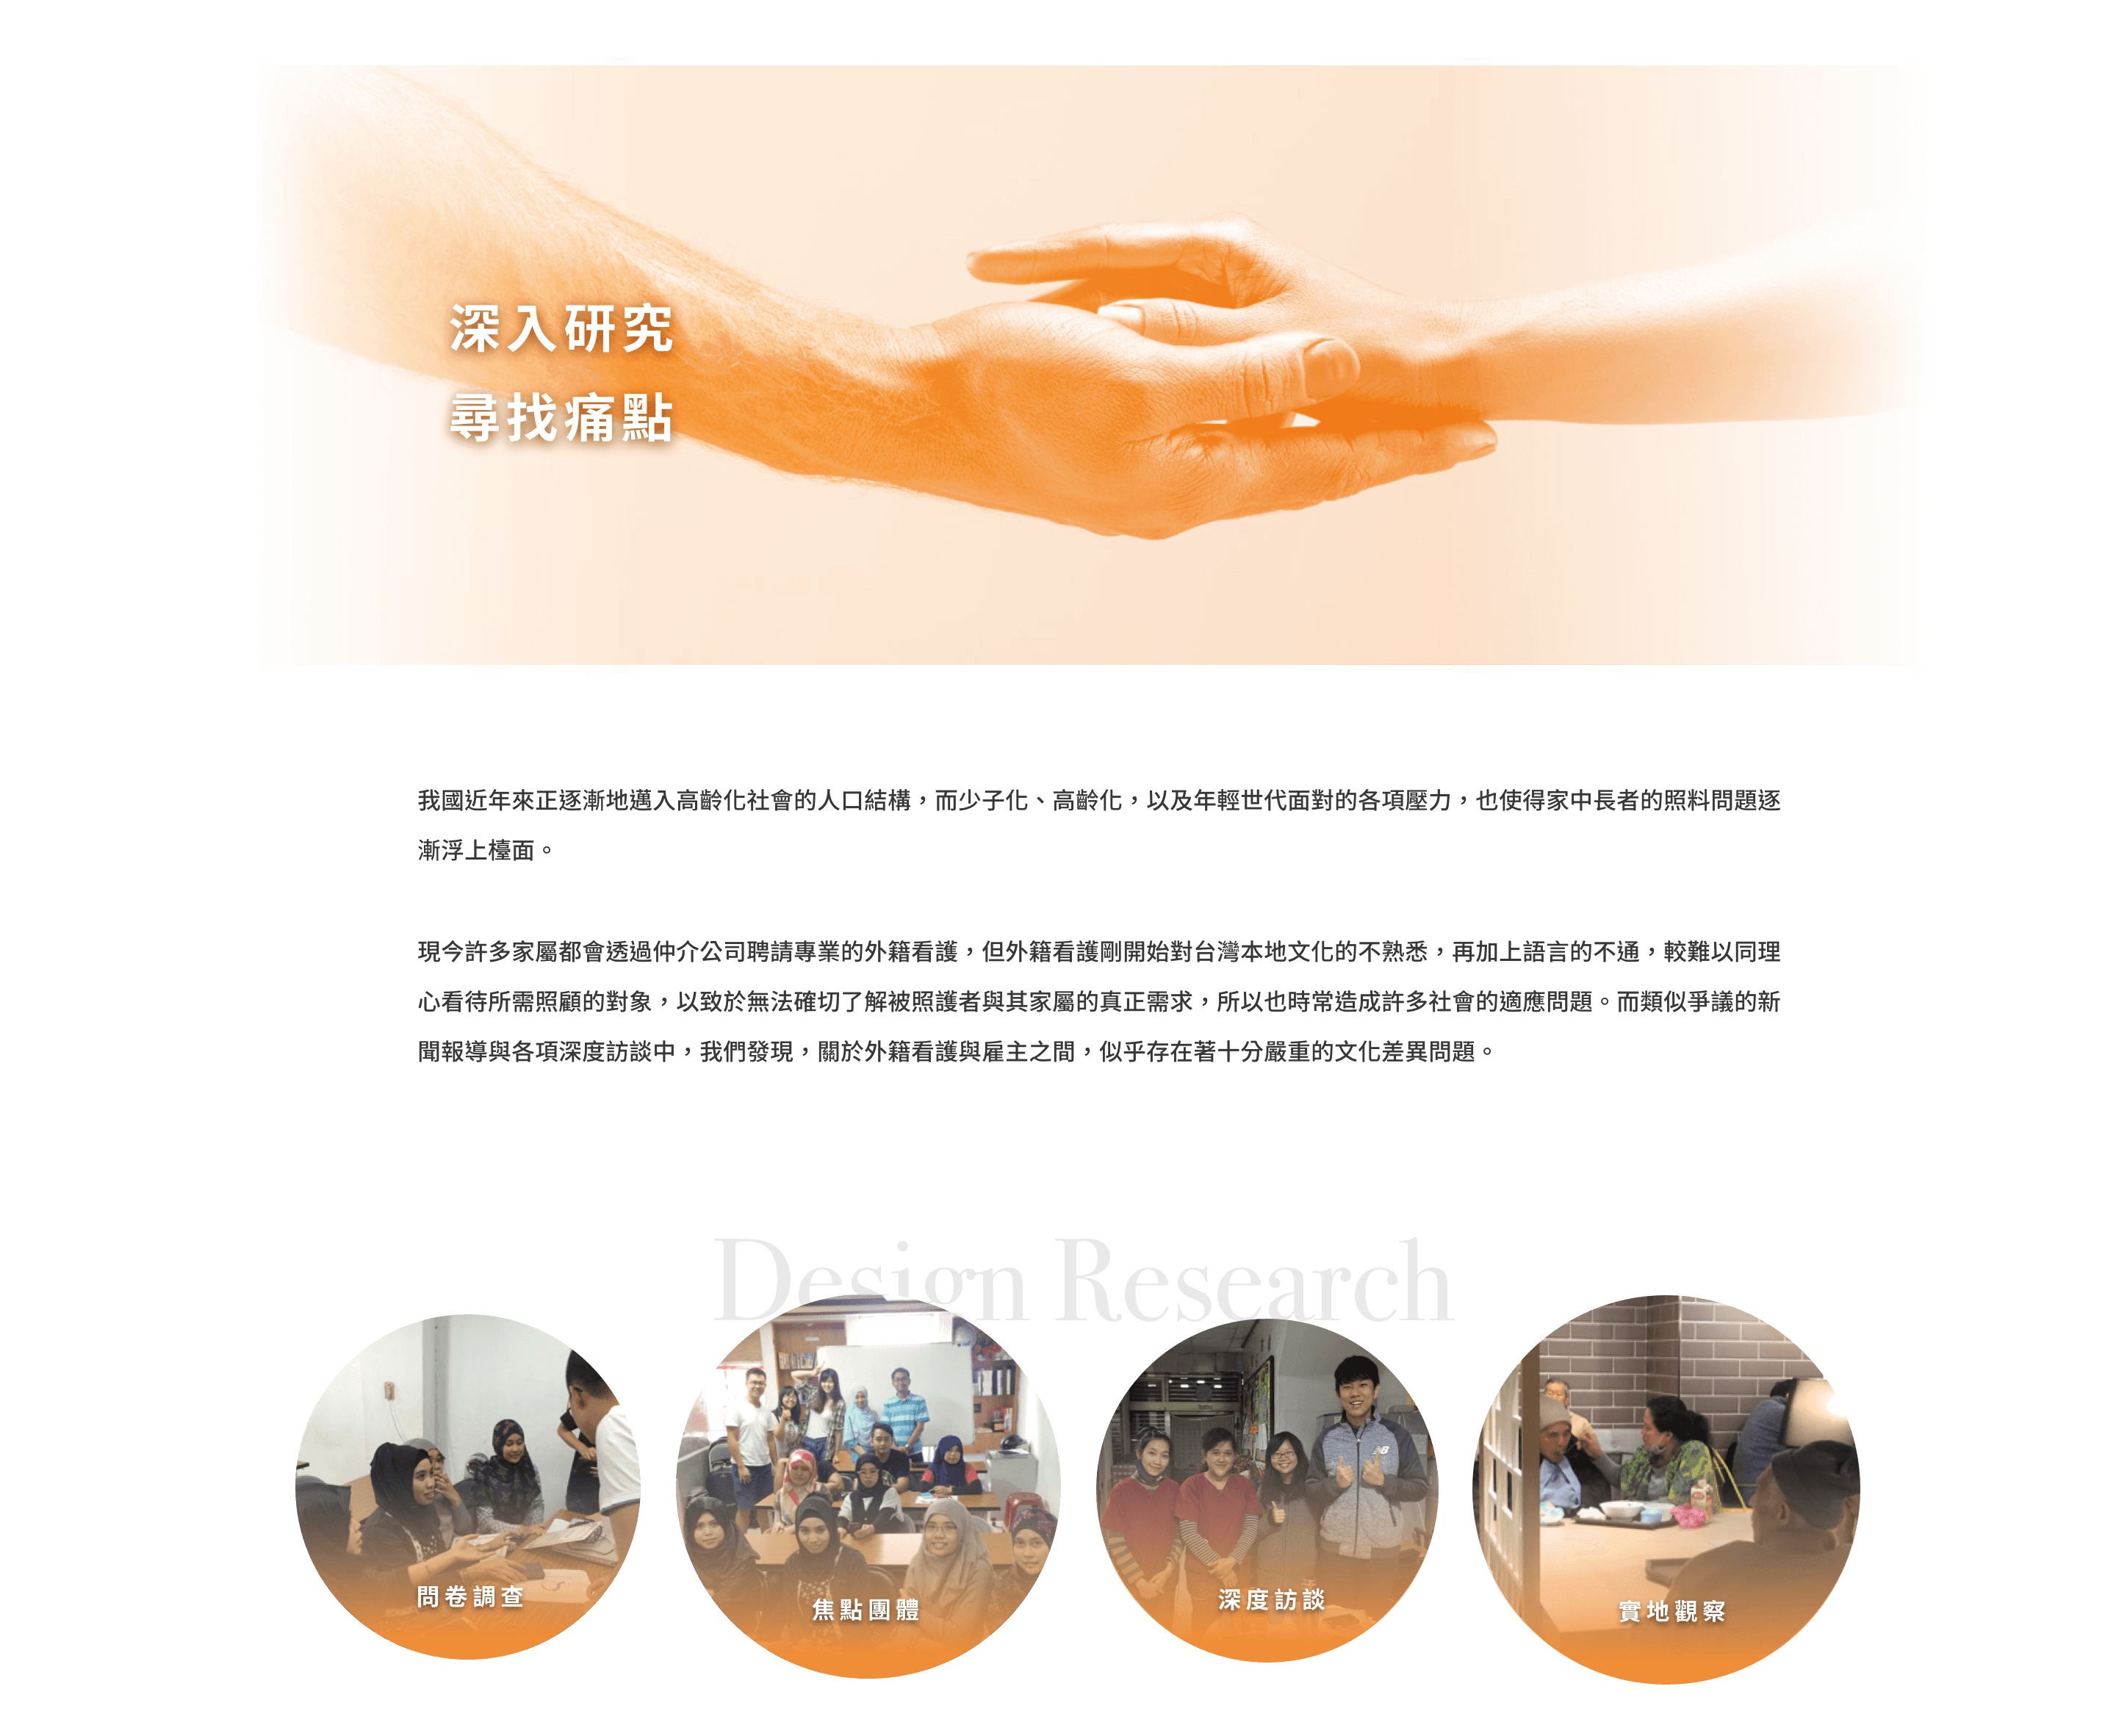 深入研究
尋找痛點
我國近年來正逐漸地邁入高齡化社會的人口結構，而少子化、高齡化，以及年輕世代面對的各項壓力，也使得家中長者的照料問題逐
漸浮上檯面。
現今許多家屬都會透過仲介公司聘請專業的外籍看護，但外籍看護剛開始對台灣本地文化的不熟悉，再加上語言的不通，較難以同理
心看待所需照顧的對象，以致於無法確切了解被照護者與其家屬的真正需求，所以也時常造成許多社會的適應問題。而類似爭議的新
聞報導與各項深度訪談中，我們發現，關於外籍看護與雇主之間，似乎存在著十分嚴重的文化差異問題。
Design Research
問卷調查
焦點團體
深度訪談
實地觀察